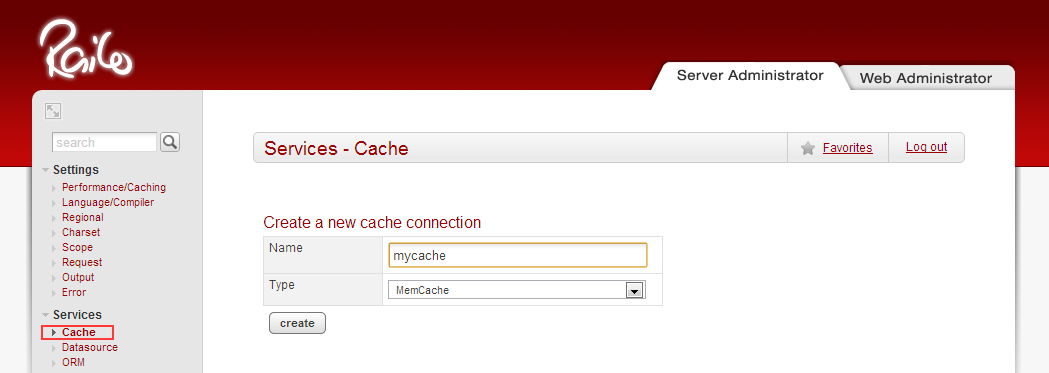 Railo
Server Administrator
Web Administrator
search
Services - Cache
Favorites
Log out
Settings
Performance/Caching
Language/Compiler
Regional
Charset
Scope
Request
Output
Error
Services
Cache
Datasource
ORM
Create a new cache connection
Name
mycache
Type
MemCache
create